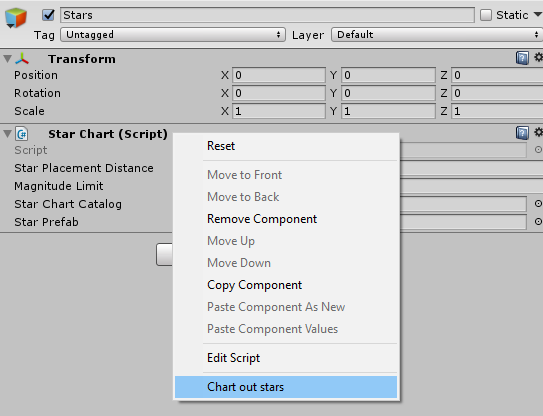 Stars Static
Tag Untagged Layer Default
Transform
Position X 0 Y 0 Z 0
Rotation X 0 Y 0 Z 0
Scale X 1 Y 1 Z 1
Star Chart (Script)
Script
Star Placement Distance
Magnitude Limit
Star Chart Catalog
Star Prefab
Reset
Move to Front
Move to Back
Remove Component
Move Up
Move Down
Copy Component
Paste Component As New
Paste Component Values
Edit Script
Chart out stars